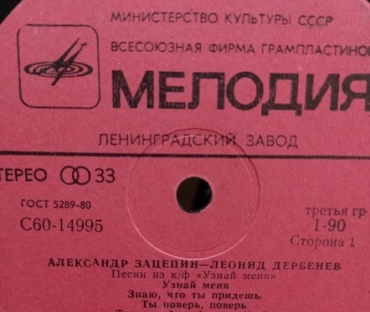 МИНИСТЕРСТВО КУЛЬТУРЫ СССР
ВСЕСОЮЗНАЯ ФИРМА ГРАМПЛАСТИНО
МЕЛОДИЯ
ЛЕНИНГРАДСКИЙ ЗАВОД
ТЕРЕО 33
ГОСТ 5289-80
С60-14995
третья гр
1-90
Сторона 1
АЛЕКСАНДР ЗАЦЕПИН—ЛЕОНИД ДЕРБЕНЕВ
Песни из к/ф «Узнай меня»
Узнай меня
Знаю, что ты придешь
Ты поверь, поверь